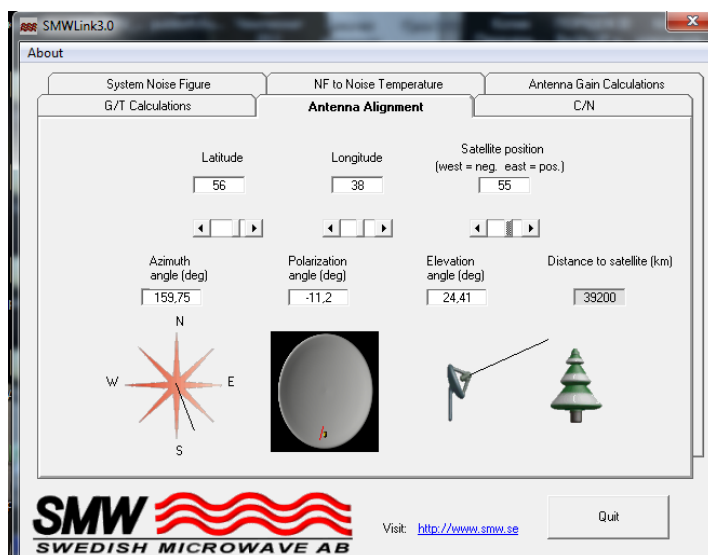 SMWLink3.0
About
System Noise Figure
NF to Noise Temperature
Antenna Gain Calculations
G/T Calculations
Antenna Alignment
C/N
Latitude
Longitude
Satellite position
(west = neg. east = pos.)
56
38
55
Azimuth
angle (deg)
Polarization
angle (deg)
Elevation
angle (deg)
Distance to satellite (km)
159,75
-11,2
24,41
39200
N
W
E
S
SMW
SWEDISH MICROWAVE AB
Visit: http://www.smw.se
Quit